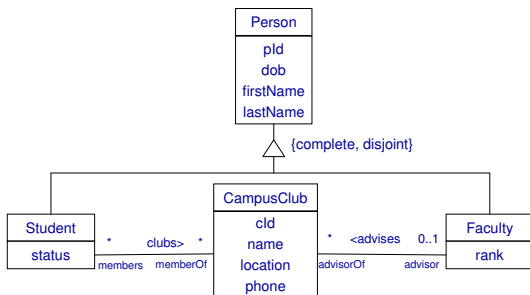 Person
pId
dob
firstName
lastName
{complete, disjoint}
Student
status
* clubs> *
members memberOf
CampusClub
cId
name
location
phone
* <advises 0..1
advisorOf advisor
Faculty
rank